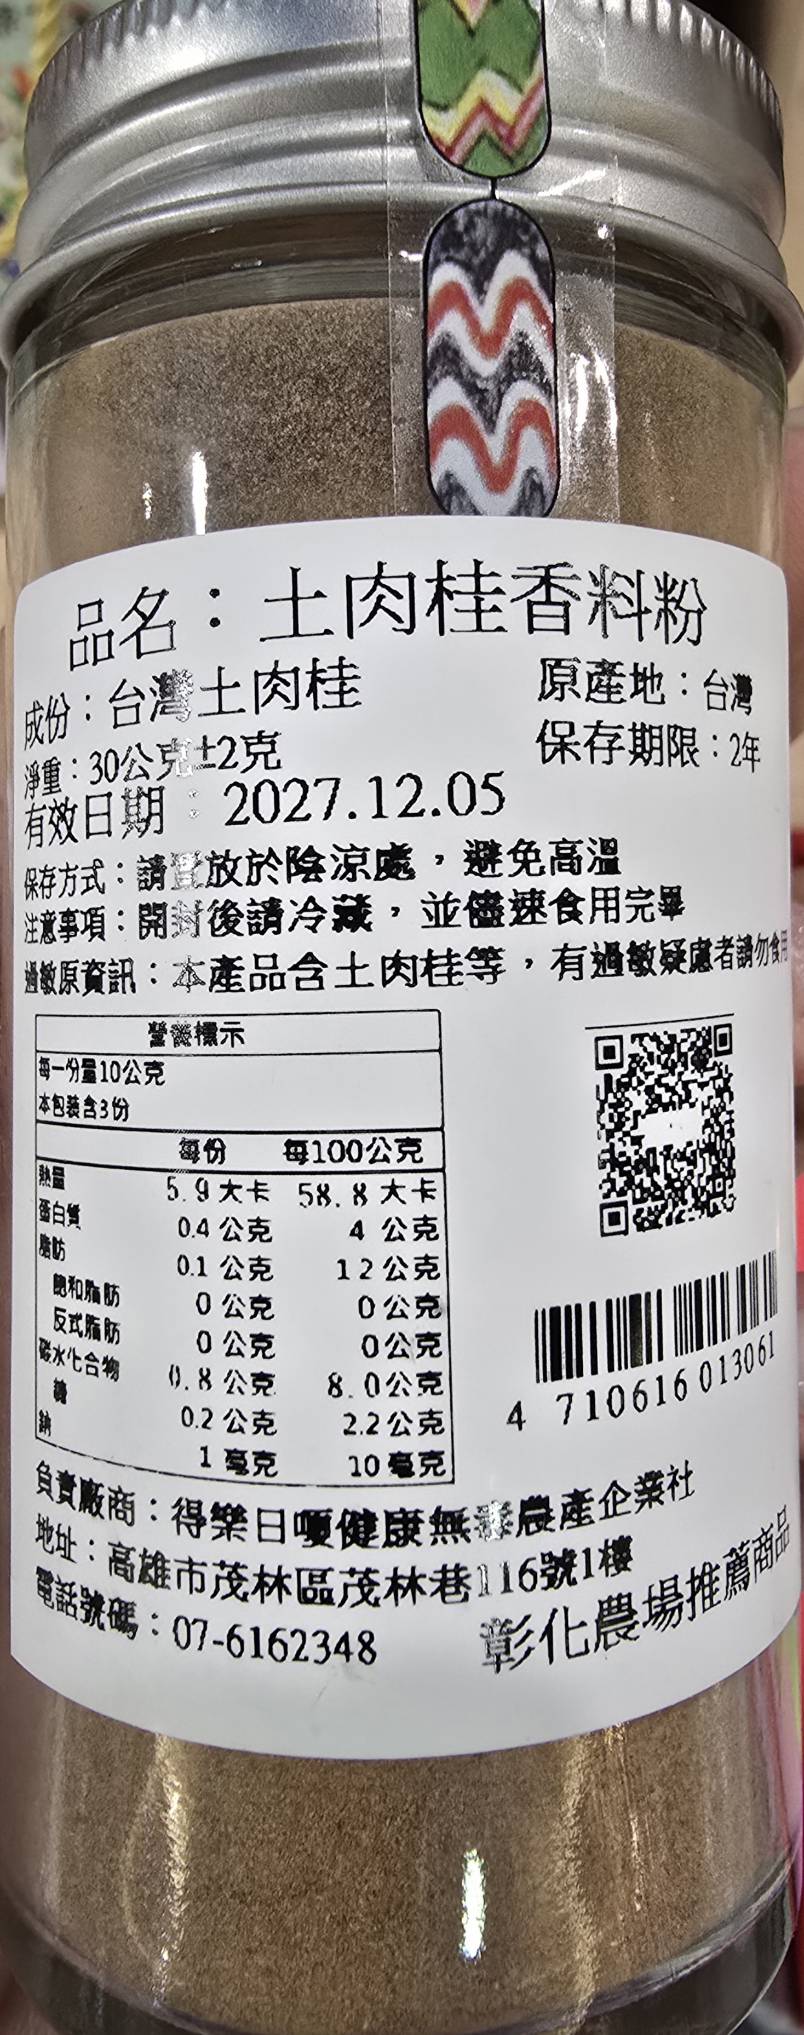 品名：土肉桂香料粉
成份：台灣土肉桂 原產地：台灣
淨重：30公克±2克 保存期限：2年
有效日期：2027.12.05
保存方式：請置放於陰涼處，避免高溫
注意事項：開封後請冷藏，並儘速食用完畢
過敏原資訊：本產品含土肉桂等，有過敏疑慮者請勿食用
營養標示
每一份量10公克
本包裝含3份
每份 每100公克
熱量 5.9大卡 58.8大卡
蛋白質 0.4公克 4公克
脂肪 0.1公克 12公克
飽和脂肪 0公克 0公克
反式脂肪 0公克 0公克
碳水化合物 0.8公克 8.0公克
糖 0.2公克 2.2公克
鈉 1毫克 10毫克
4 710616 013061
負責廠商：得樂日嗄健康無毒農產企業社
地址：高雄市茂林區茂林巷116號1樓
電話號碼：07-6162348 彰化農場推薦商品